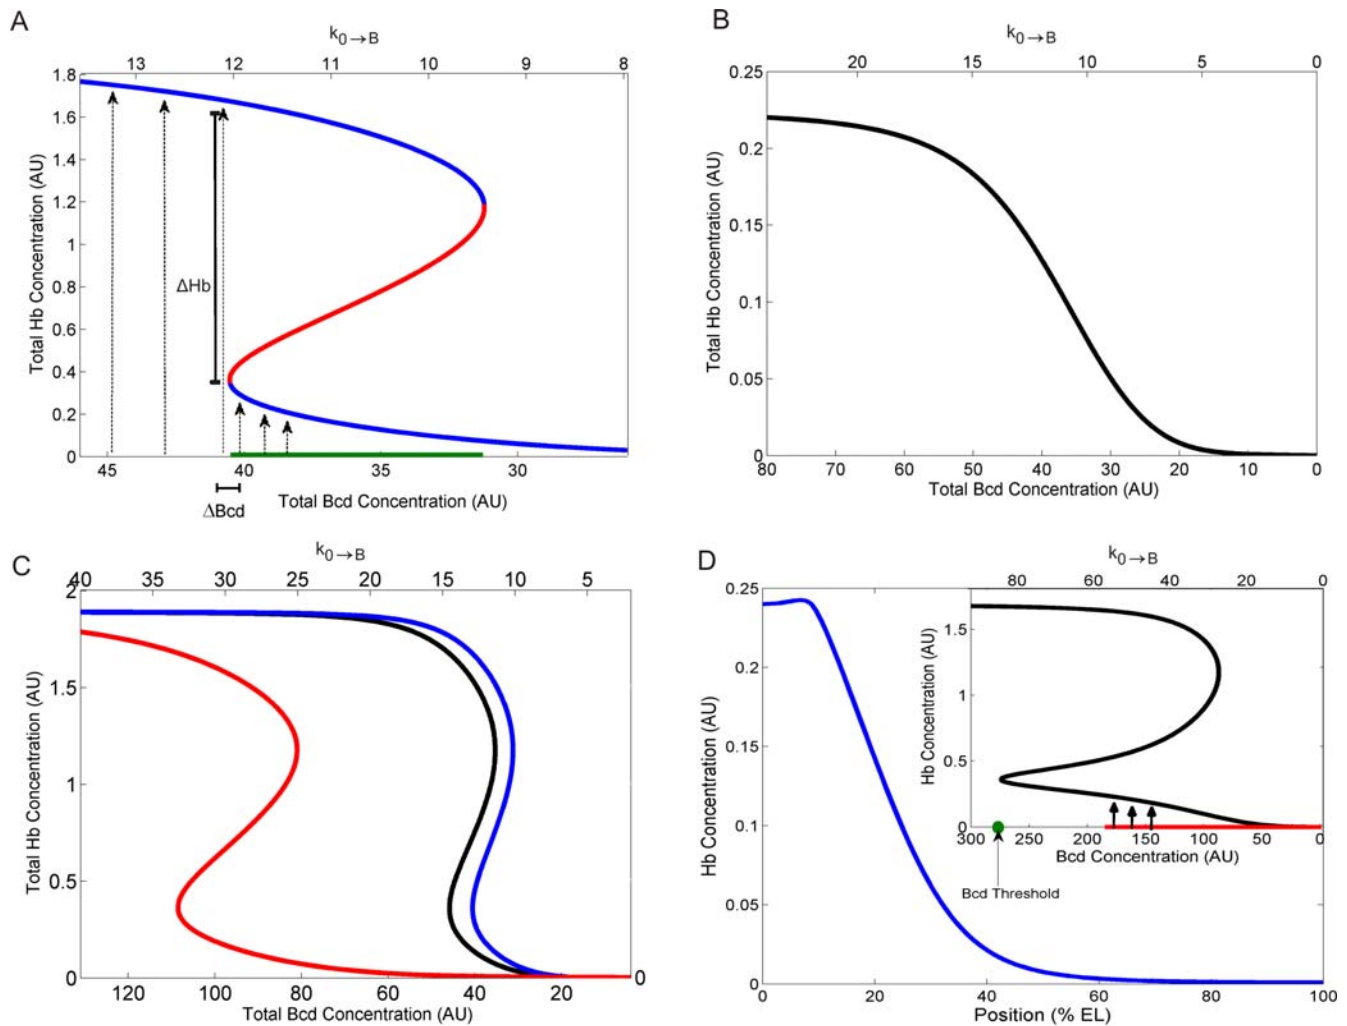 A
k0→B
13 12 11 10 9 8
1.8
1.6
1.4
1.2
1
0.8
0.6
0.4
0.2
0
Total Hb Concentration (AU)
ΔHb
45 40 35 30
Total Bcd Concentration (AU)
ΔBcd
B
k0→B
20 15 10 5 0
0.25
0.2
0.15
0.1
0.05
0
Total Hb Concentration (AU)
80 70 60 50 40 30 20 10 0
Total Bcd Concentration (AU)
C
k0→B
40 35 30 25 20 15 10 5 2
2
1.5
1
0.5
0
0
Total Hb Concentration (AU)
120 100 80 60 40 20
Total Bcd Concentration (AU)
D
0.25
0.2
0.15
0.1
0.05
0
Hb Concentration (AU)
0 20 40 60 80 100
Position (% EL)
k0→B
80 60 40 20 0
1.5
1
0.5
0
Hb Concentration (AU)
300 250 200 150 100 50 0
Bcd Concentration (AU)
Bcd Threshold